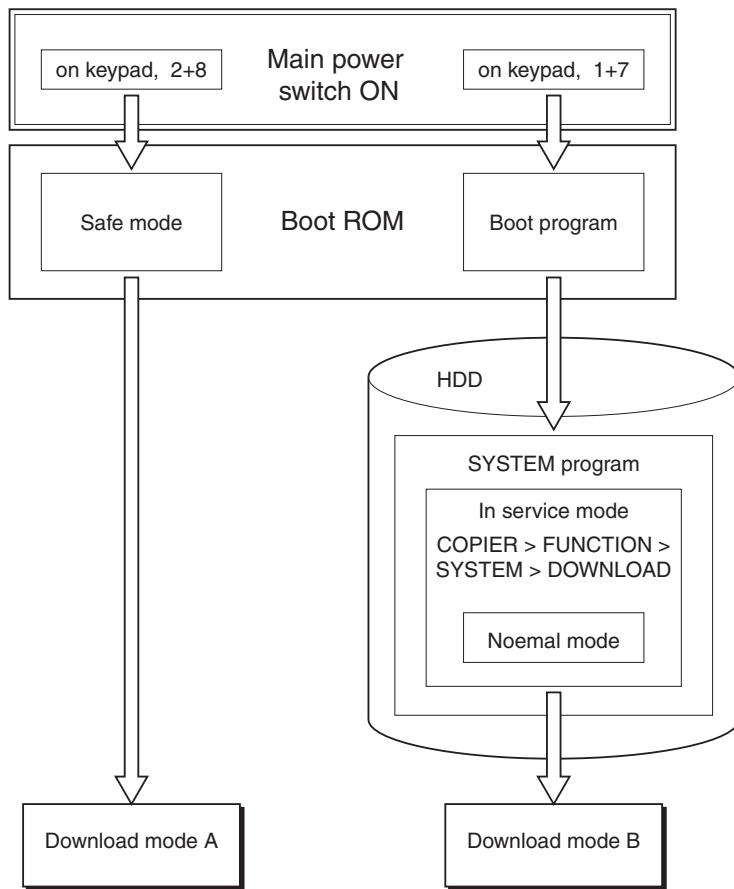 Main power
switch ON
on keypad, 2+8
on keypad, 1+7
Boot ROM
Safe mode
Boot program
HDD
SYSTEM program
In service mode
COPIER > FUNCTION >
SYSTEM > DOWNLOAD
Noemal mode
Download mode A
Download mode B